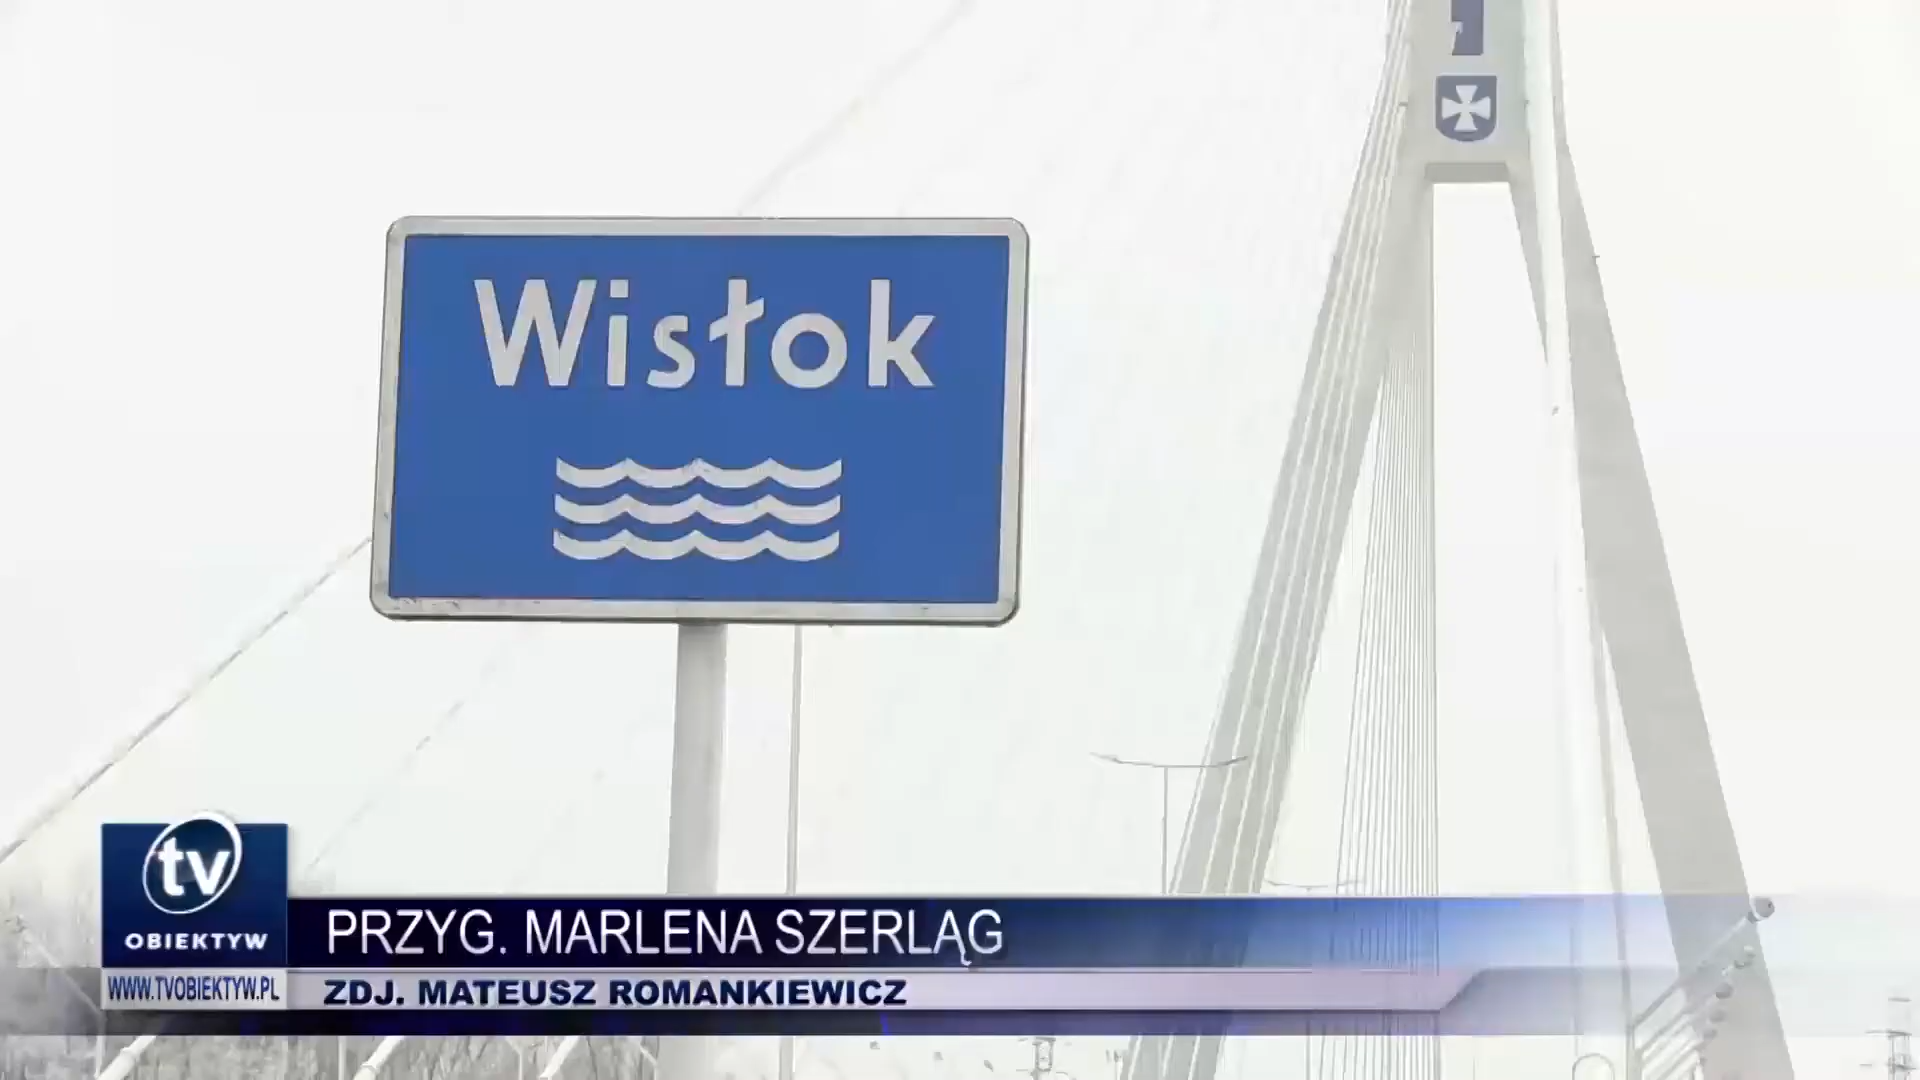 Wisłok
tv
OBIEKTYW
WWW.TVOBIEKTYW.PL
PRZYG. MARLENA SZERLĄG
ZDJ. MATEUSZ ROMANKIEWICZ